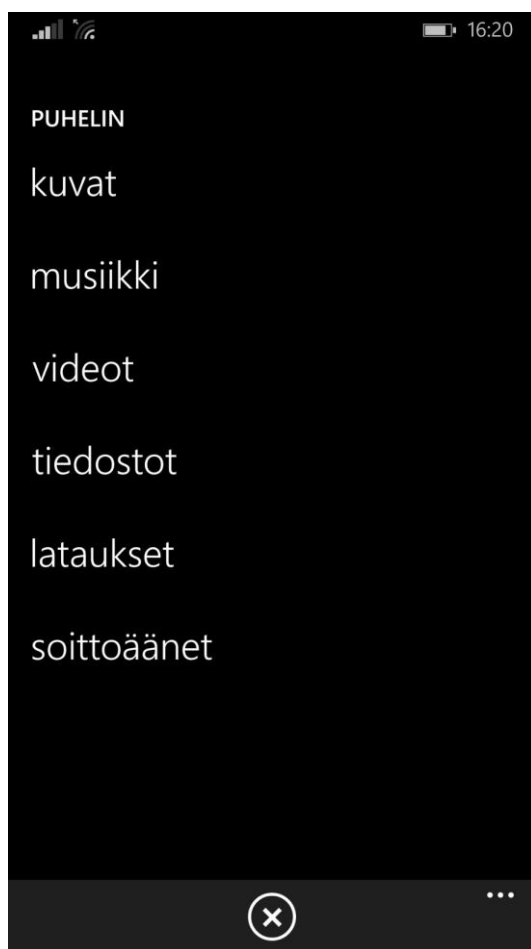 16:20
PUHELIN
kuvat
musiikki
videot
tiedostot
lataukset
soittoäänet